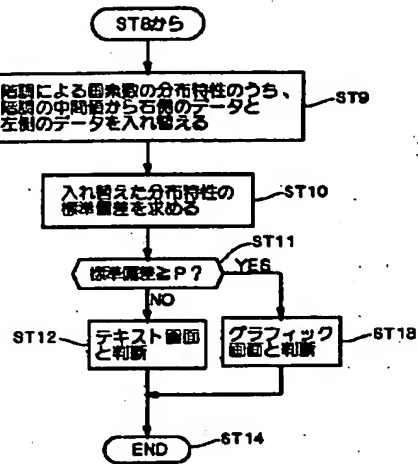 ST8から
階調による画素数の分布特性のうち、
階調の中間値から右側のデータと
左側のデータを入れ替える
ST9
入れ替えた分布特性の
標準偏差を求める
ST10
標準偏差≧P?
ST11
YES
NO
ST12
テキスト画面
と判断
グラフィック
画面と判断
ST13
END
ST14